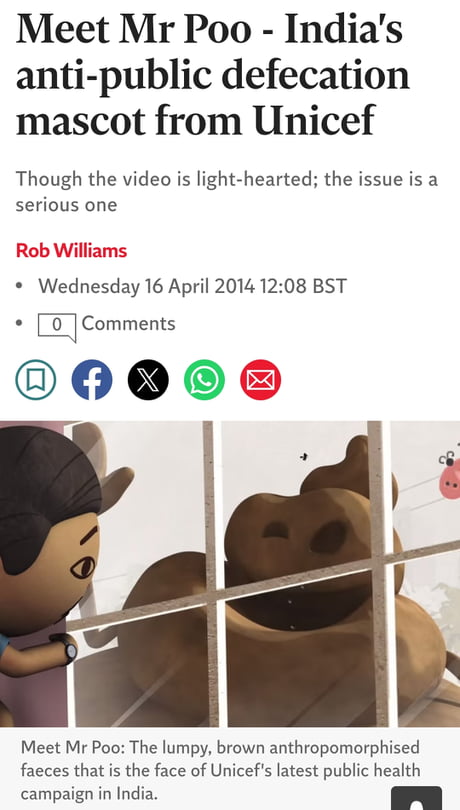 Meet Mr Poo - India's
anti-public defecation
mascot from Unicef
Though the video is light-hearted; the issue is a
serious one
Rob Williams
• Wednesday 16 April 2014 12:08 BST
• 0 Comments
Meet Mr Poo: The lumpy, brown anthropomorphised
faeces that is the face of Unicef's latest public health
campaign in India.